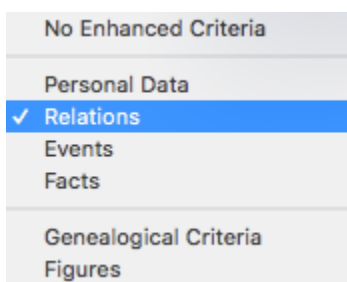 No Enhanced Criteria
Personal Data
✓ Relations
Events
Facts
Genealogical Criteria
Figures